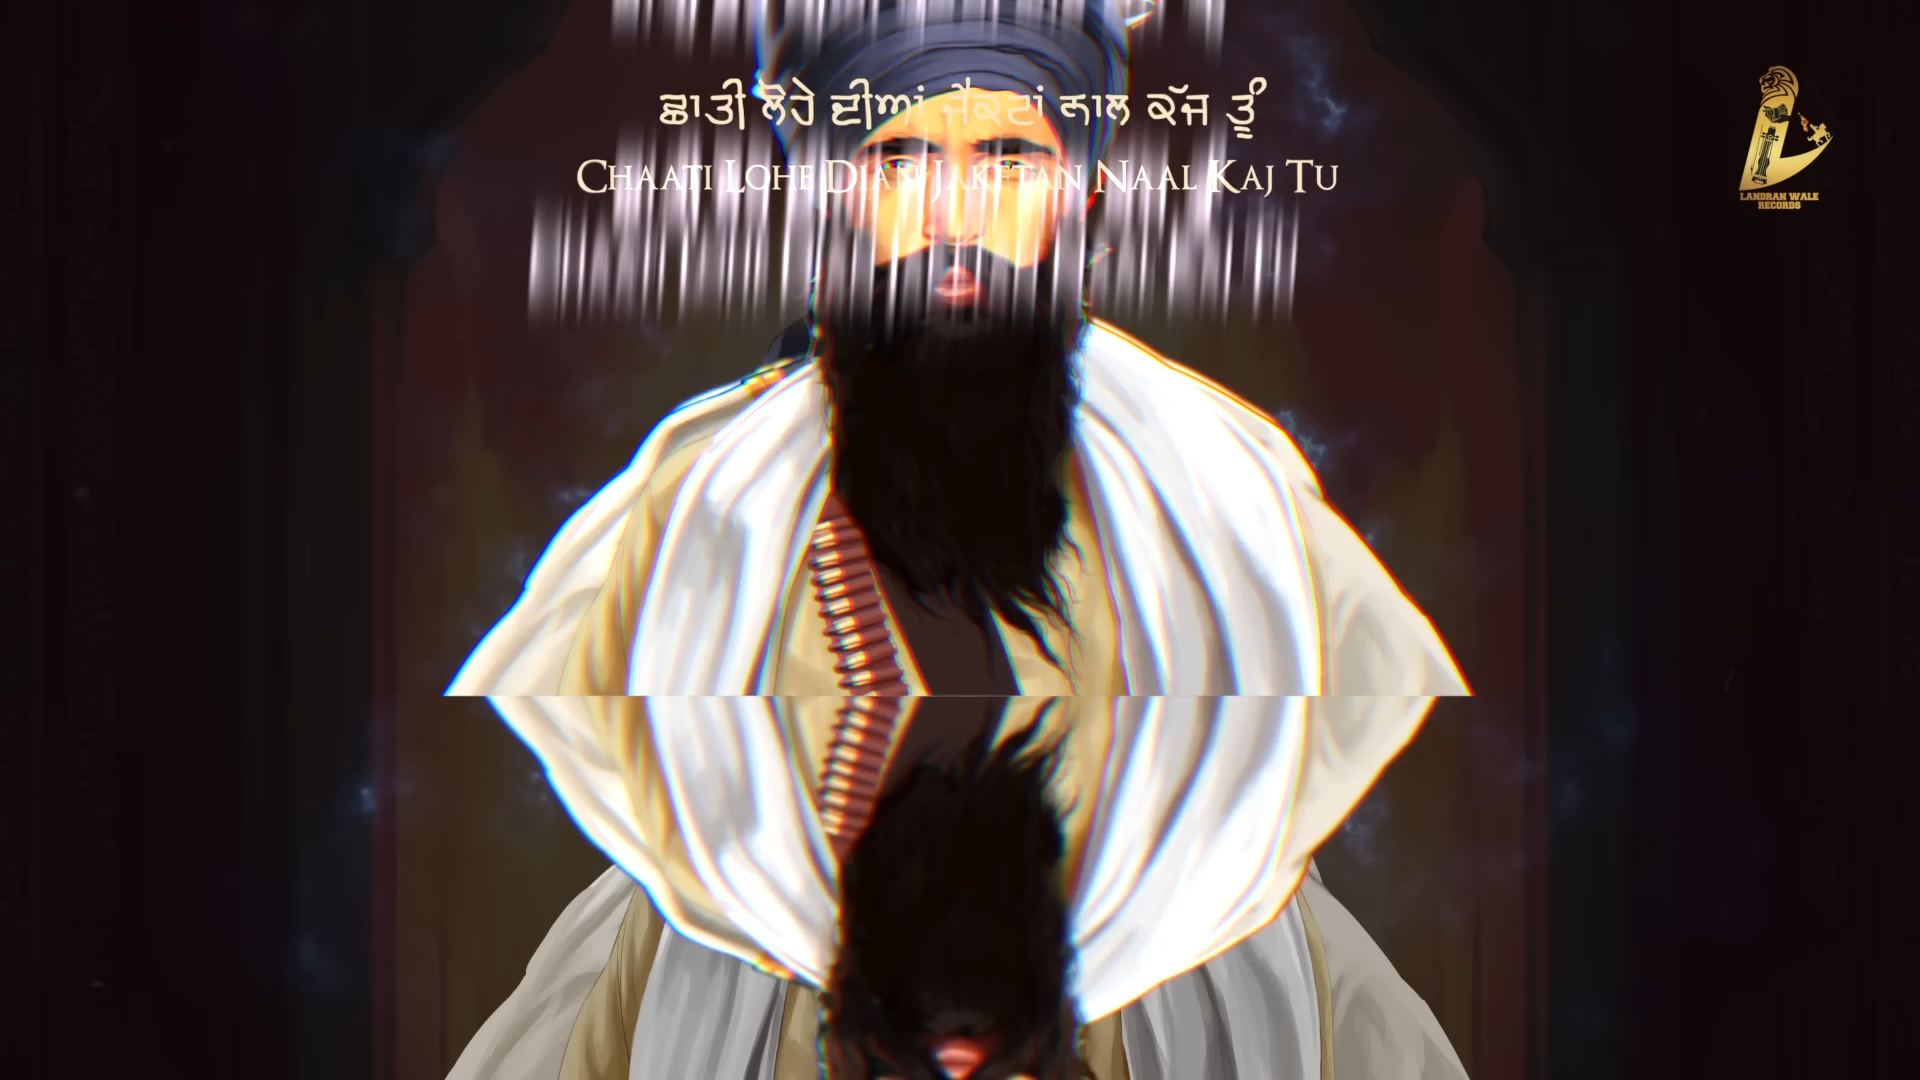 ਛਾਤੀ ਲੋਹੇ ਦੀਆਂ ਜੈਕਟਾਂ ਨਾਲ ਕੱਜ ਤੂੰ
CHAATI LOHE DIAN JAKETAN NAAL KAJ TU
LANDRAN WALE
RECORDS